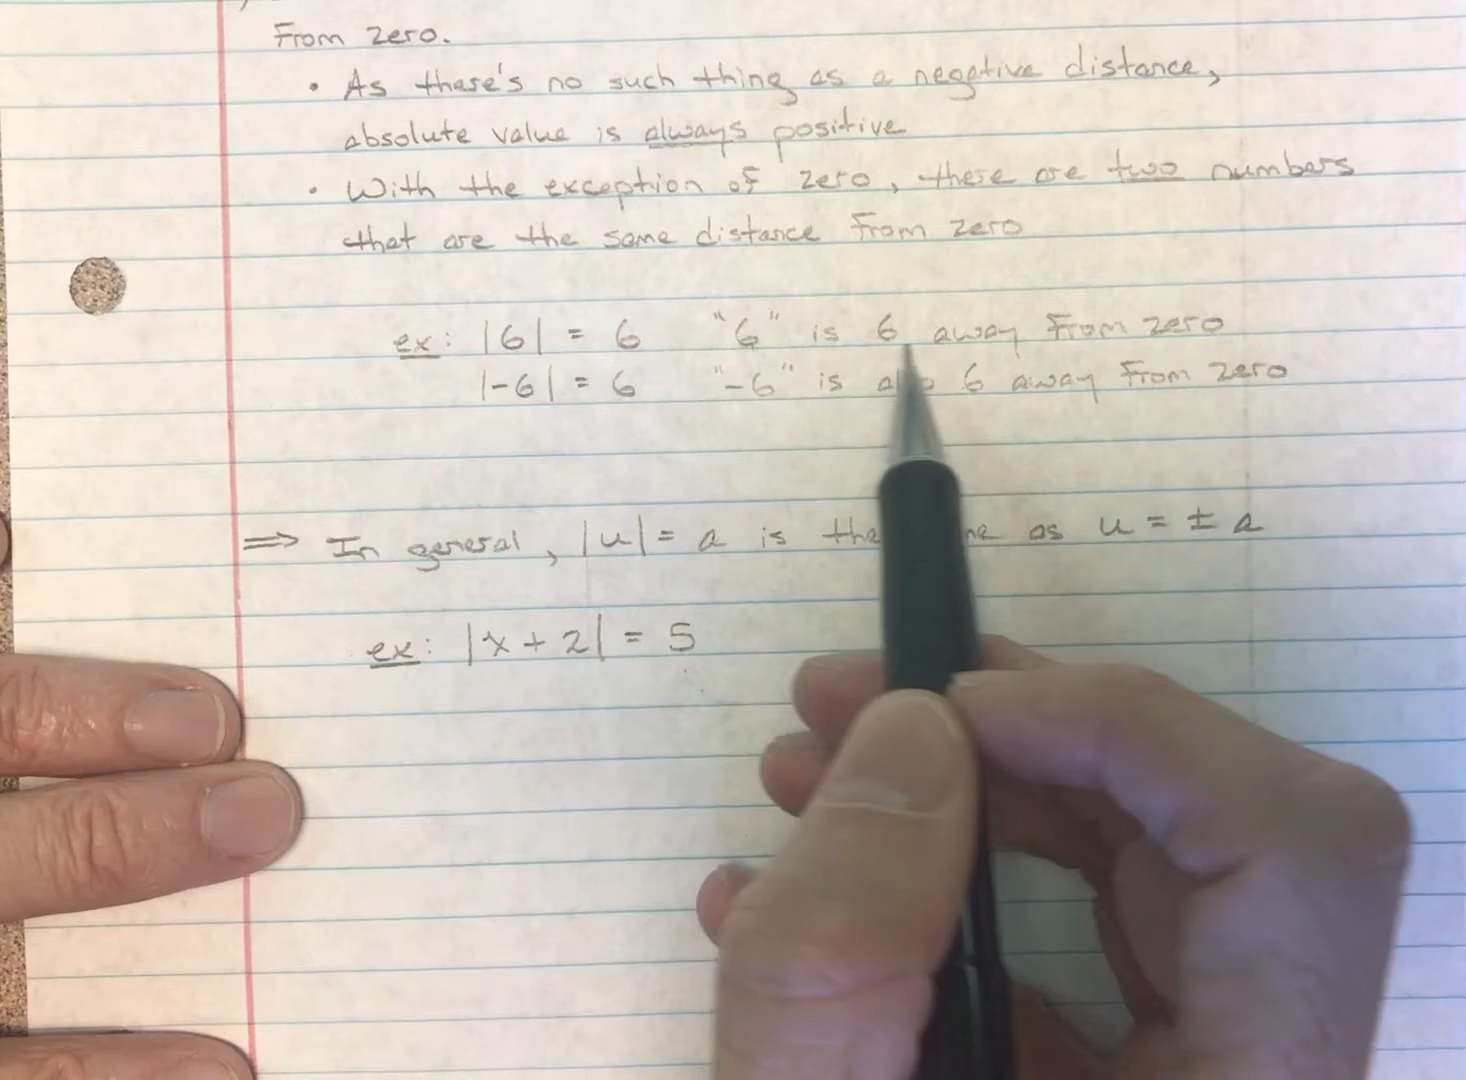 From zero.
• As there's no such thing as a negative distance,
absolute value is always positive
• With the exception of zero, there are two numbers
that are the same distance from zero
ex: |6| = 6 "6" is 6 away from zero
|-6| = 6 "-6" is 6 away from zero
⇒ In general, |u| = a is as u = ± a
ex: |x + 2| = 5